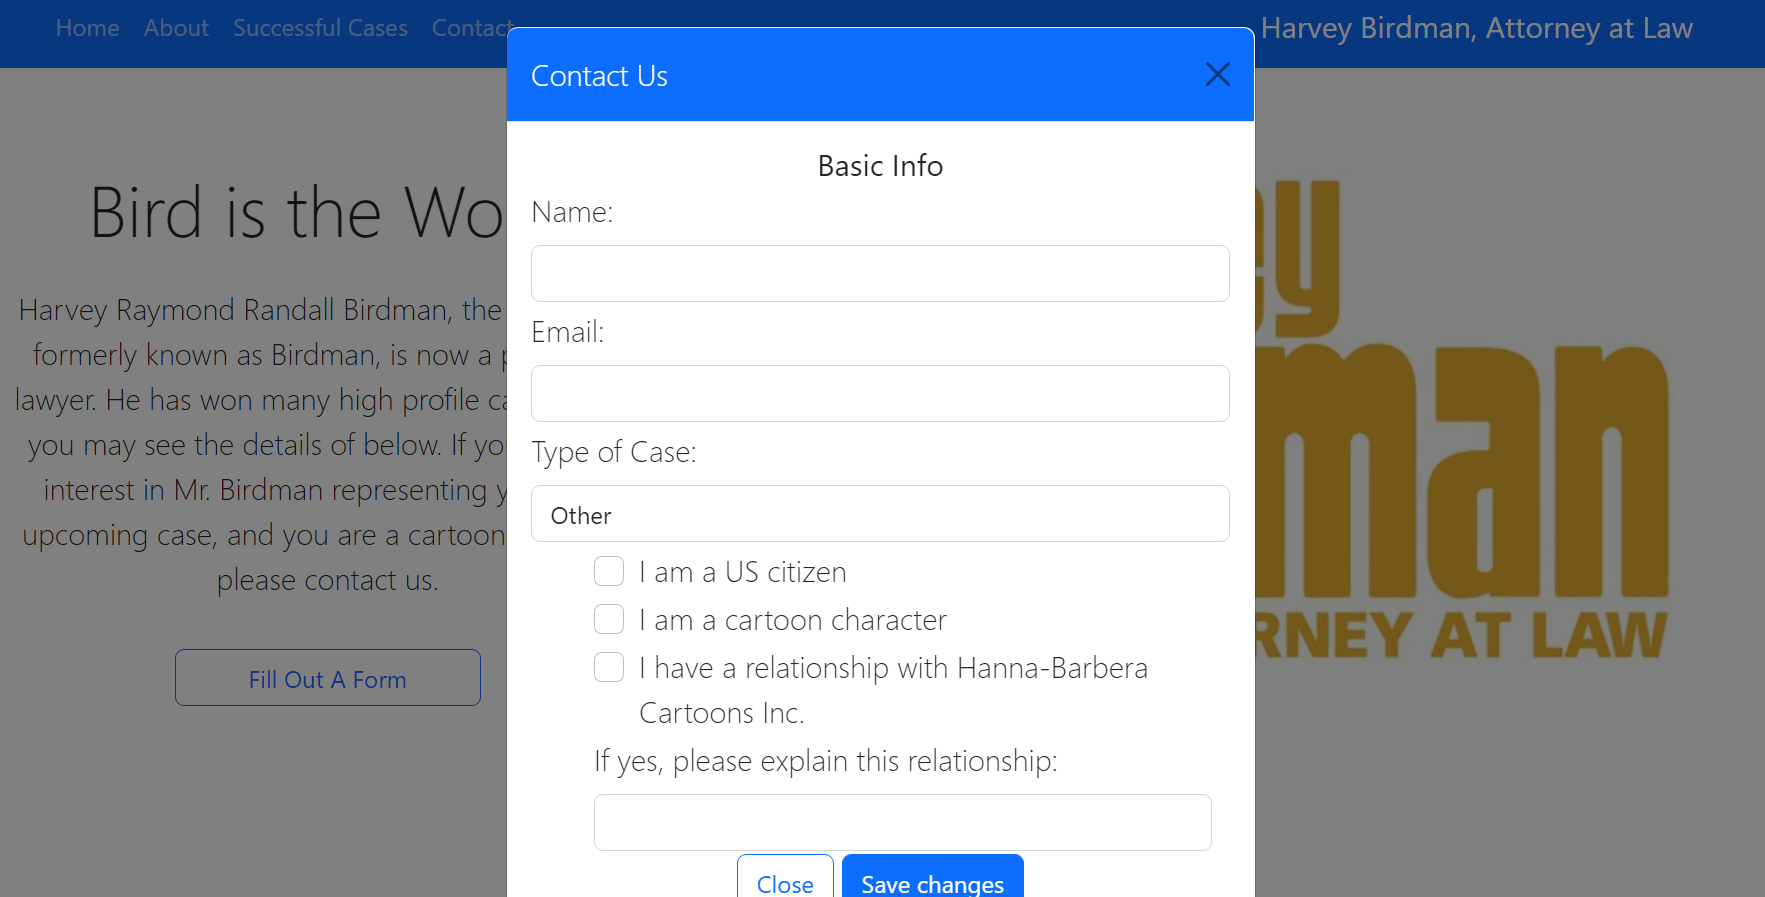 Home About Successful Cases Contact
Harvey Birdman, Attorney at Law
Contact Us
Bird is the Wo
Harvey Raymond Randall Birdman, the
formerly known as Birdman, is now a p
lawyer. He has won many high profile ca
you may see the details of below. If you
interest in Mr. Birdman representing y
upcoming case, and you are a cartoon
please contact us.
Fill Out A Form
Basic Info
Name:
Email:
Type of Case:
Other
I am a US citizen
I am a cartoon character
I have a relationship with Hanna-Barbera
Cartoons Inc.
If yes, please explain this relationship:
Close Save changes
ey
man
RNEY AT LAW